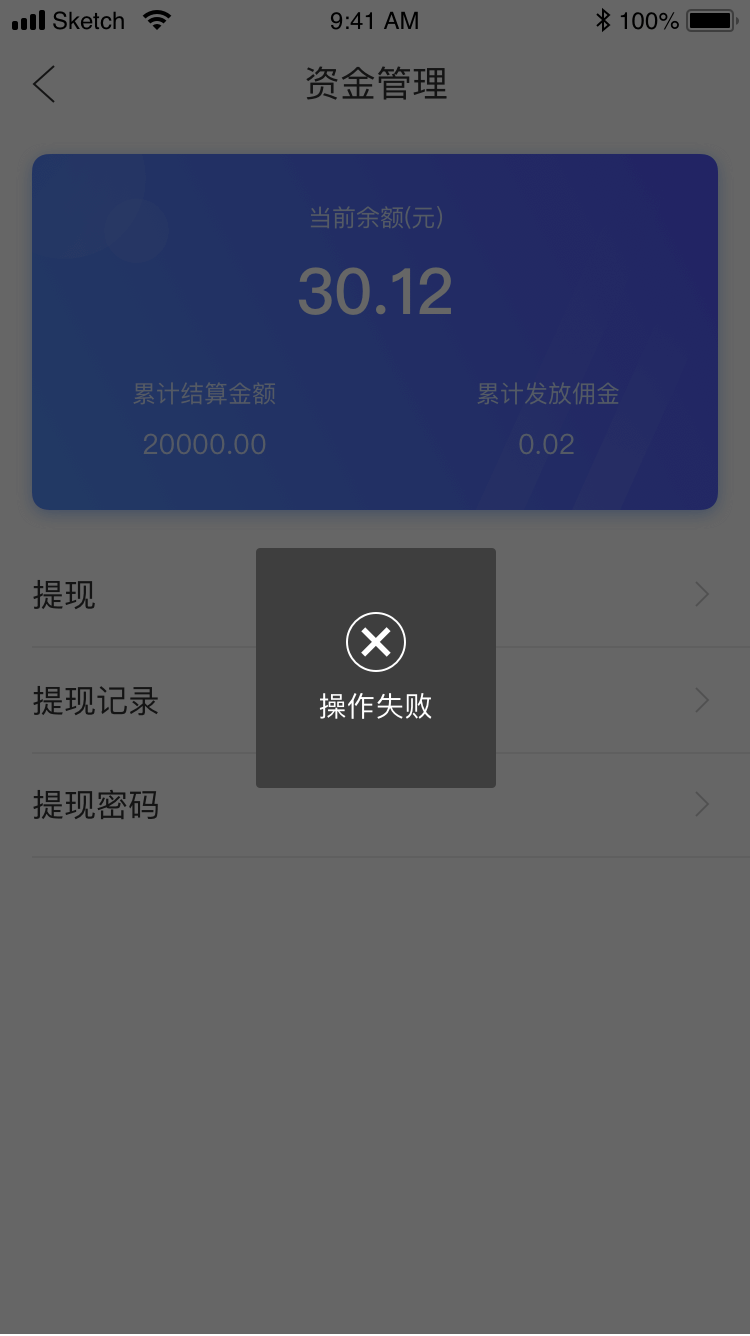 Sketch 9:41 AM 100%
资金管理
当前余额(元)
30.12
累计结算金额 累计发放佣金
20000.00 0.02
提现
操作失败
提现记录
提现密码